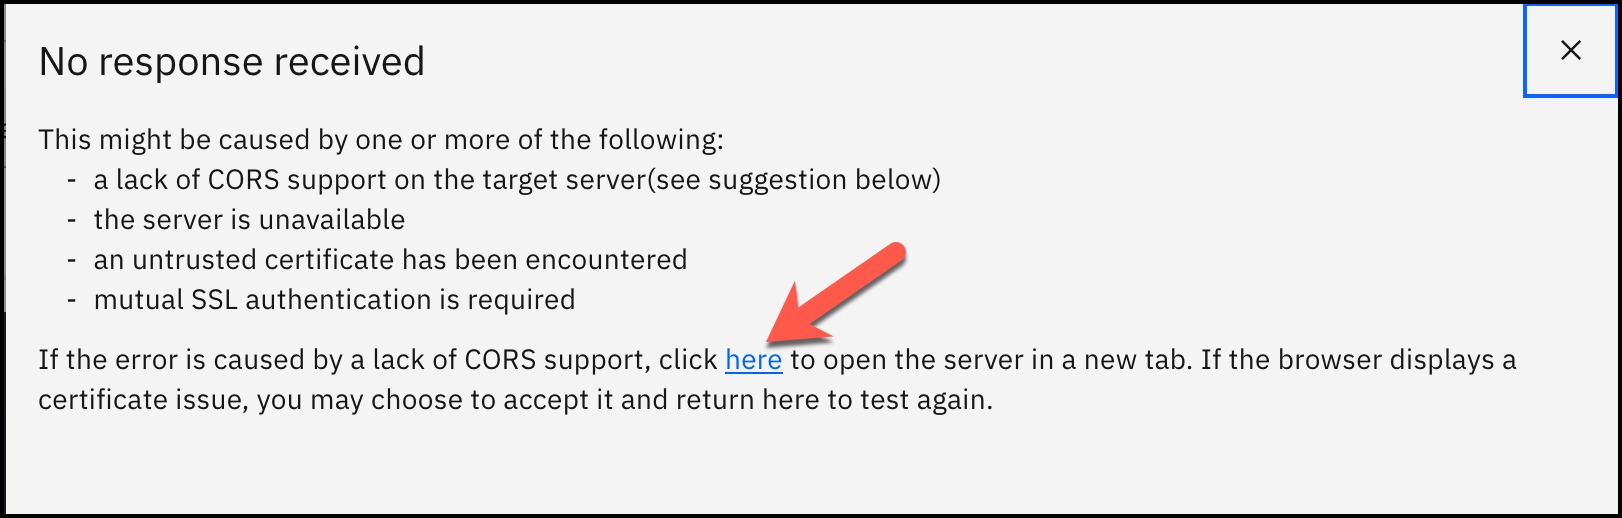 No response received
This might be caused by one or more of the following:
- a lack of CORS support on the target server(see suggestion below)
- the server is unavailable
- an untrusted certificate has been encountered
- mutual SSL authentication is required
If the error is caused by a lack of CORS support, click here to open the server in a new tab. If the browser displays a
certificate issue, you may choose to accept it and return here to test again.